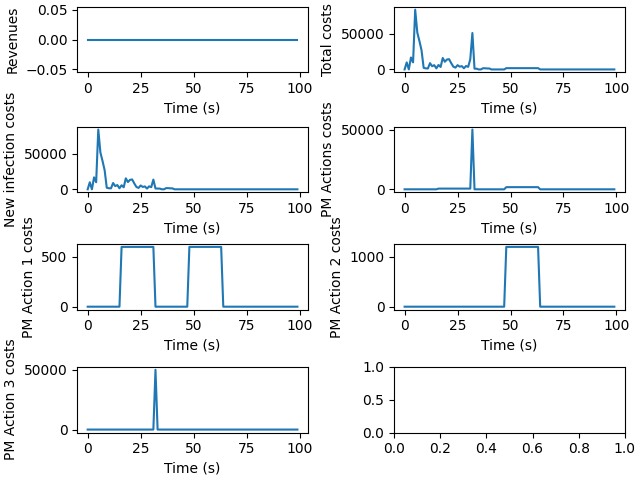 Revenues
0.05
0.00
−0.05
0 25 50 75 100
Time (s)
Total costs
50000
0
0 25 50 75 100
Time (s)
New infection costs
50000
0
0 25 50 75 100
Time (s)
PM Actions costs
50000
0
0 25 50 75 100
Time (s)
PM Action 1 costs
500
0
0 25 50 75 100
Time (s)
PM Action 2 costs
1000
0
0 25 50 75 100
Time (s)
PM Action 3 costs
50000
0
0 25 50 75 100
Time (s)
1.0
0.5
0.0
0.0 0.2 0.4 0.6 0.8 1.0